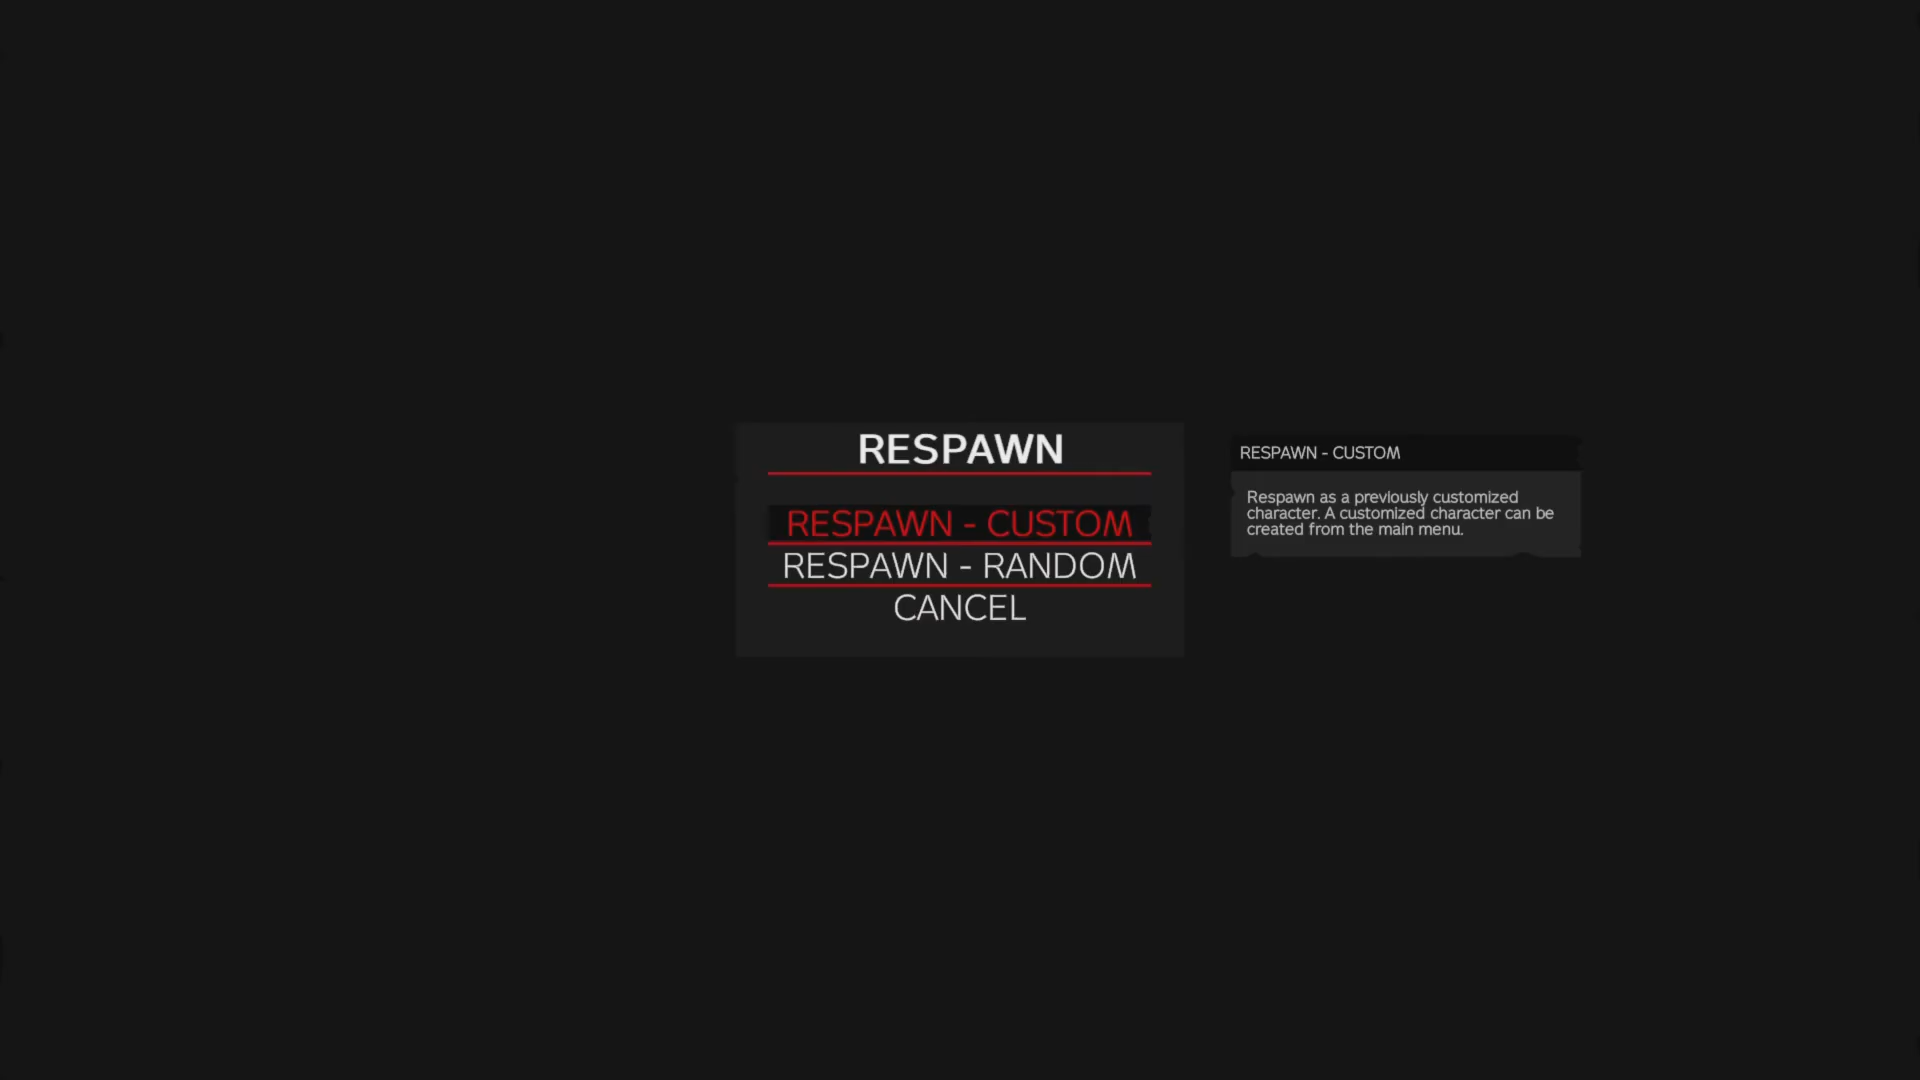 RESPAWN
RESPAWN - CUSTOM
RESPAWN - RANDOM
CANCEL
RESPAWN - CUSTOM
Respawn as a previously customized
character. A customized character can be
created from the main menu.